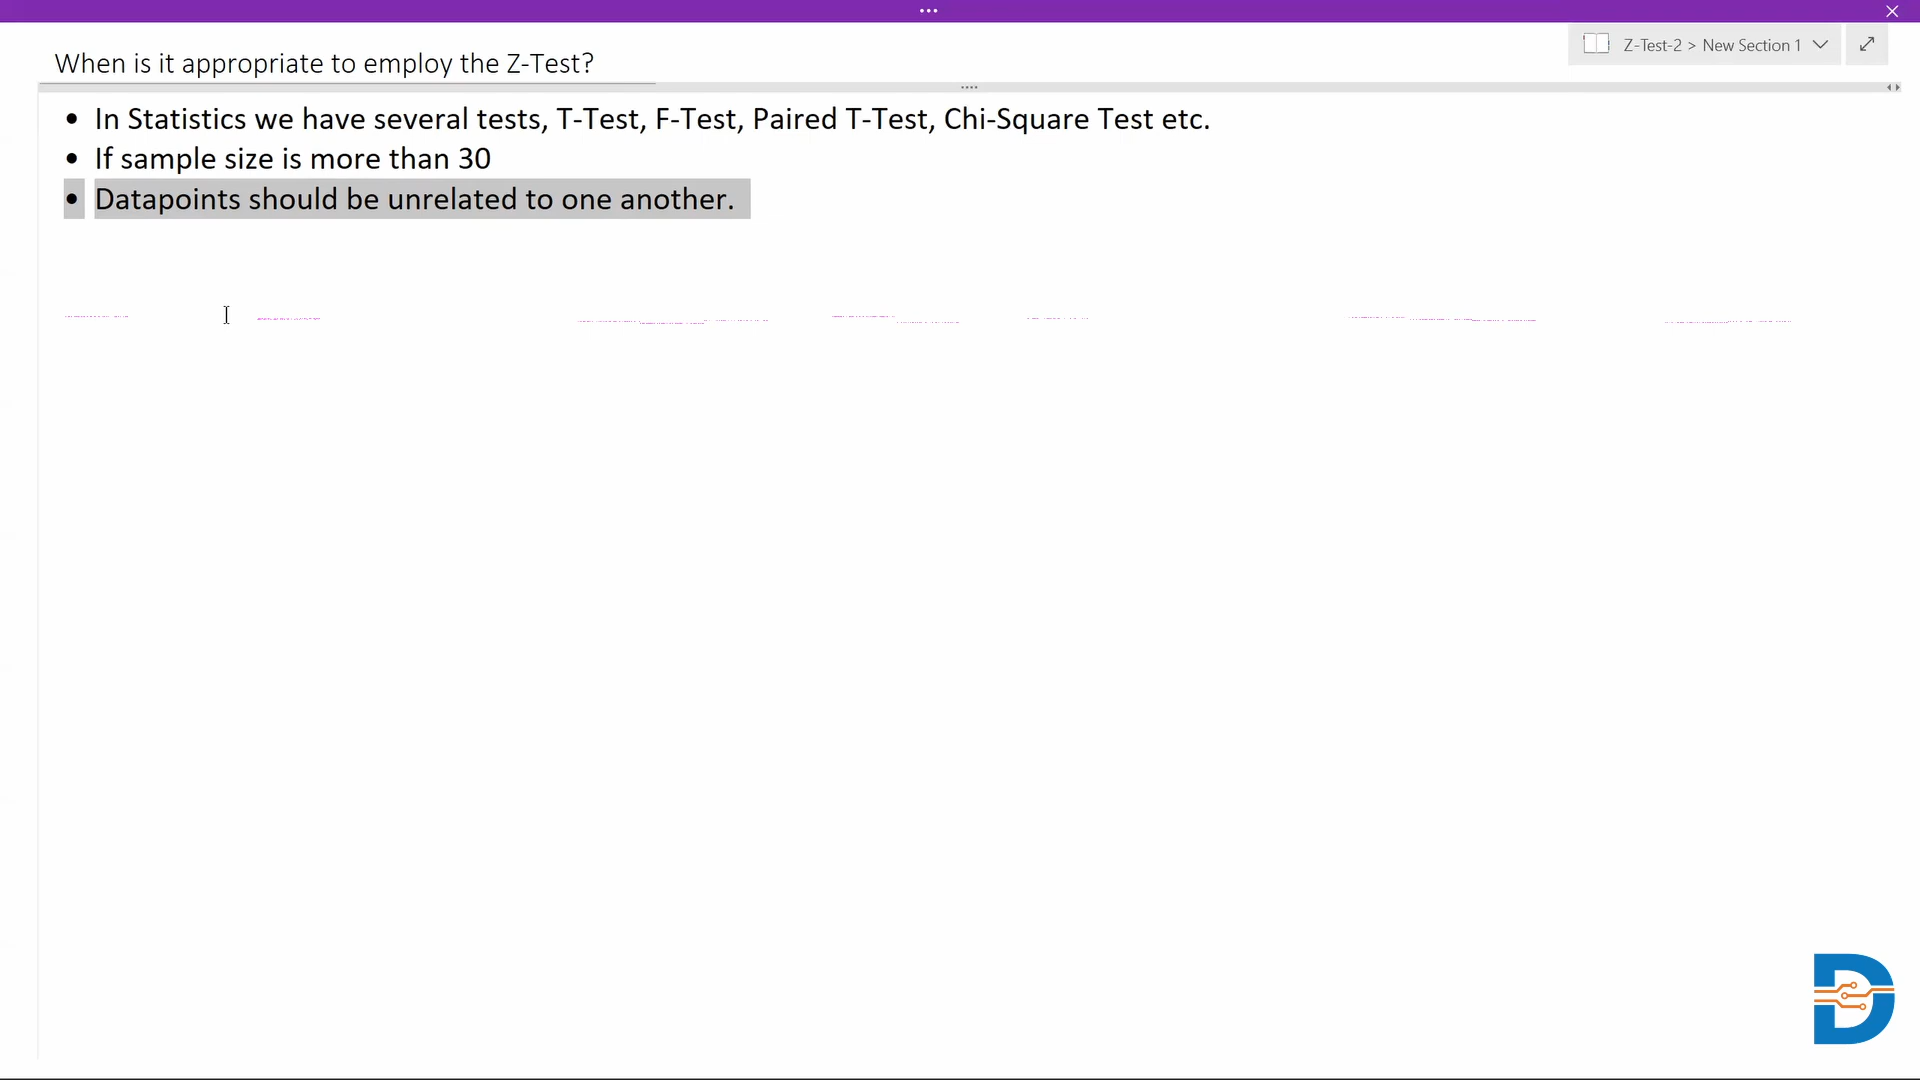 Z-Test-2 > New Section 1
When is it appropriate to employ the Z-Test?
• In Statistics we have several tests, T-Test, F-Test, Paired T-Test, Chi-Square Test etc.
• If sample size is more than 30
• Datapoints should be unrelated to one another.